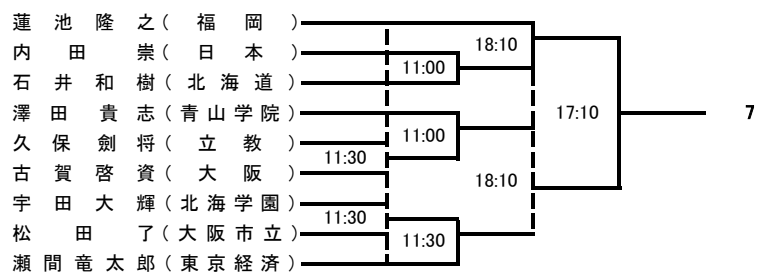 蓮池隆之(福岡)
18:10
内田崇(日本)
11:00
石井和樹(北海道)
澤田貴志(青山学院)
17:10
7
11:00
久保劍将(立教)
11:30
古賀啓資(大阪)
18:10
宇田大輝(北海学園)
11:30
松田了(大阪市立)
11:30
瀬間竜太郎(東京経済)